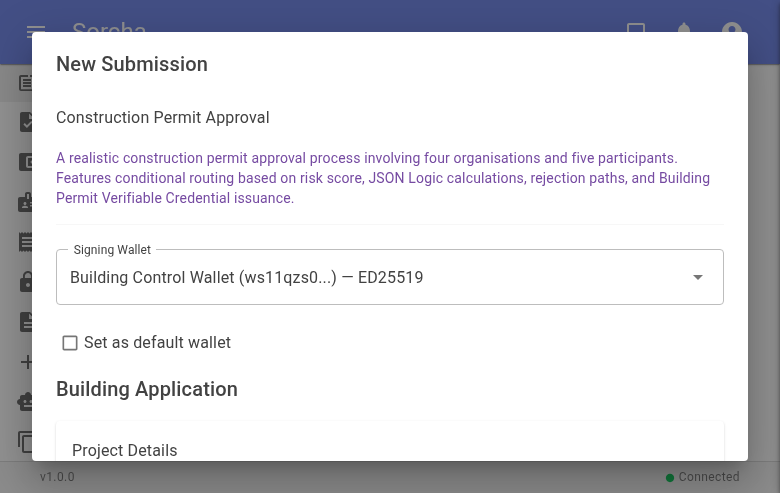 Sorcha
New Submission
Construction Permit Approval
A realistic construction permit approval process involving four organisations and five participants.
Features conditional routing based on risk score, JSON Logic calculations, rejection paths, and Building
Permit Verifiable Credential issuance.
Signing Wallet
Building Control Wallet (ws11qzs0...) — ED25519
Set as default wallet
Building Application
Project Details
v1.0.0
Connected